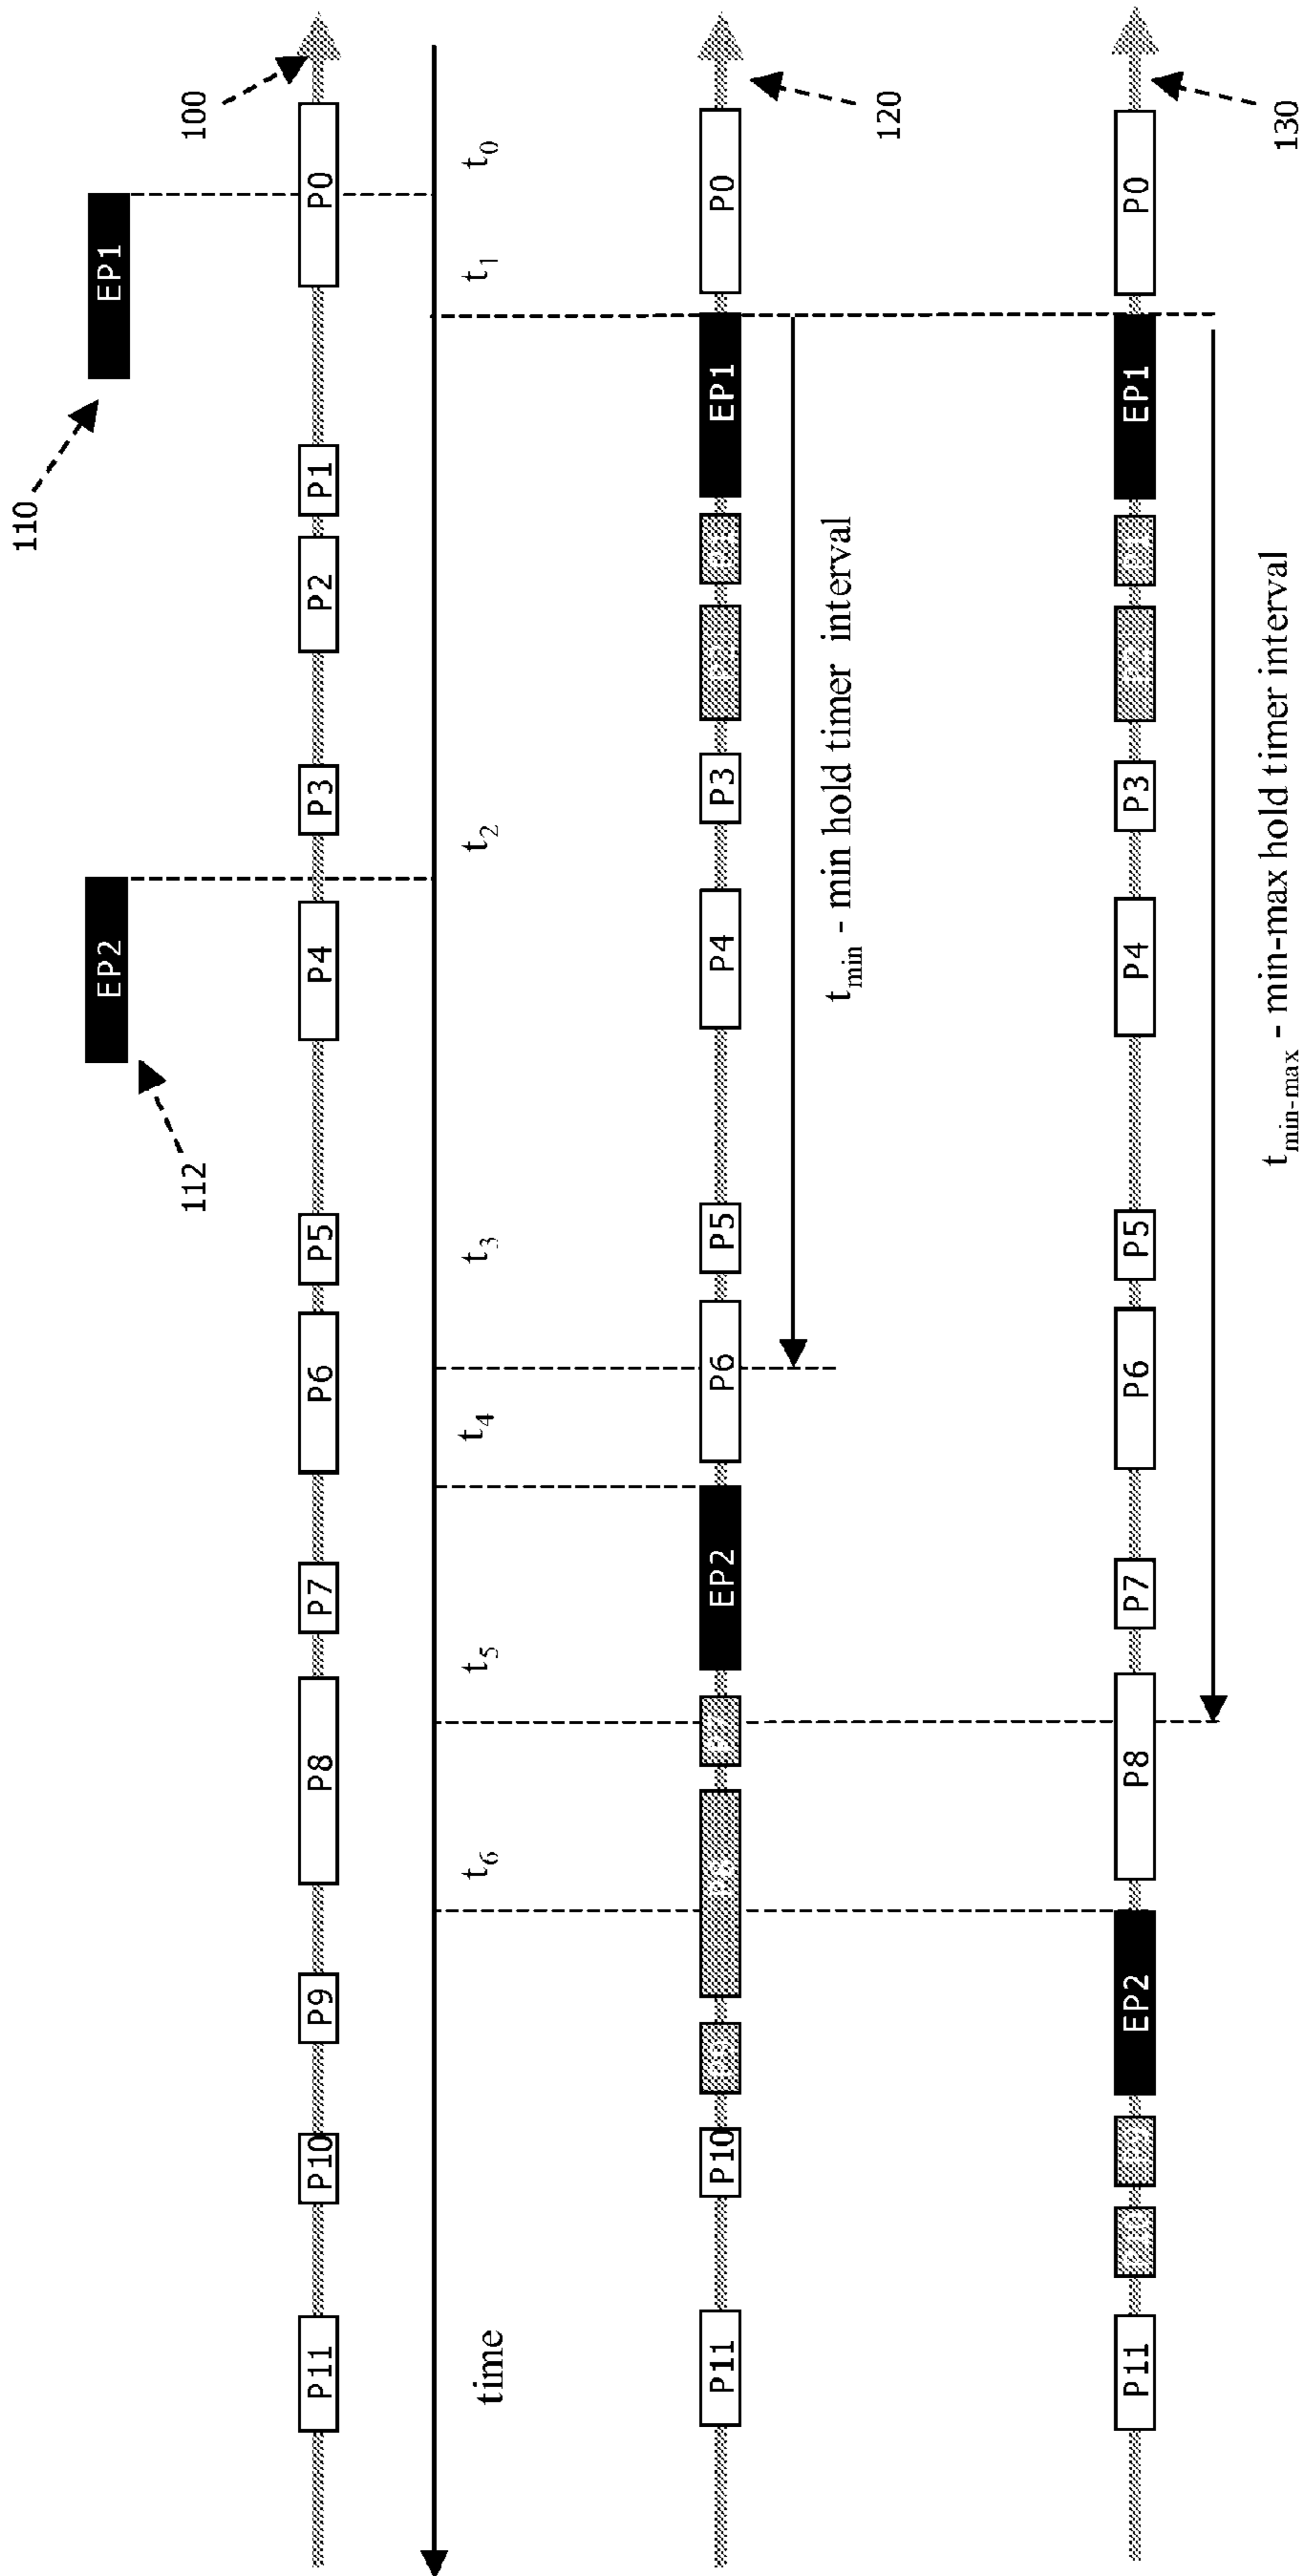 110
EP2 EP1
112 100
P11 P10 P9 P8 P7 P6 P5 P4 P3 P2 P1 P0
time t6 t5 t4 t3 t2 t1 t0
P11 P10 EP2 P6 P5 P4 P3 EP1 P0
tmin - min hold timer interval
120
P11 EP2 P8 P7 P6 P5 P4 P3 EP1 P0
tmin-max - min-max hold timer interval
130